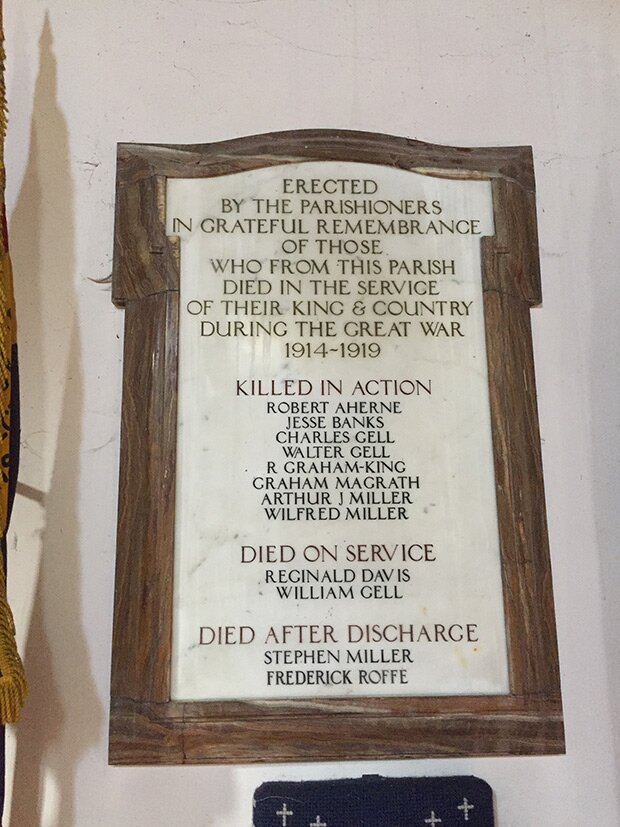 ERECTED
BY THE PARISHIONERS
IN GRATEFUL REMEMBRANCE
OF THOSE
WHO FROM THIS PARISH
DIED IN THE SERVICE
OF THEIR KING & COUNTRY
DURING THE GREAT WAR
1914~1919
KILLED IN ACTION
ROBERT AHERNE
JESSE BANKS
CHARLES GELL
WALTER GELL
R GRAHAM-KING
GRAHAM MAGRATH
ARTHUR J MILLER
WILFRED MILLER
DIED ON SERVICE
REGINALD DAVIS
WILLIAM GELL
DIED AFTER DISCHARGE
STEPHEN MILLER
FREDERICK ROFFE